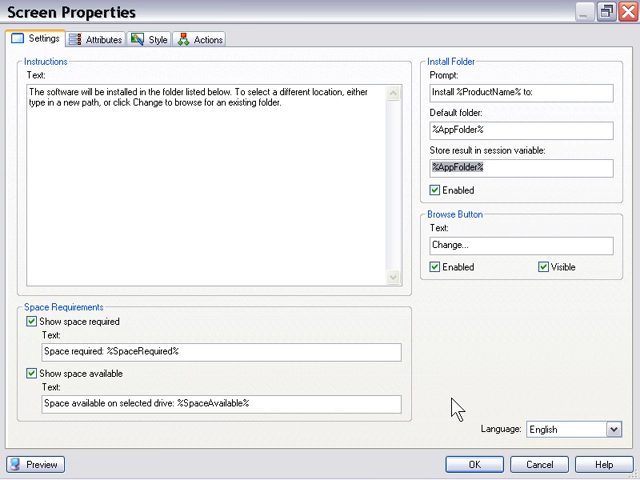 Screen Properties
Settings
Attributes
Style
Actions
Instructions
Text:
The software will be installed in the folder listed below. To select a different location, either
type in a new path, or click Change to browse for an existing folder.
Install Folder
Prompt:
Install %ProductName% to:
Default folder:
%AppFolder%
Store result in session variable:
%AppFolder%
Enabled
Browse Button
Text:
Change...
Enabled
Visible
Space Requirements
Show space required
Text:
Space required: %SpaceRequired%
Show space available
Text:
Space available on selected drive: %SpaceAvailable%
Language:
English
Preview
OK
Cancel
Help